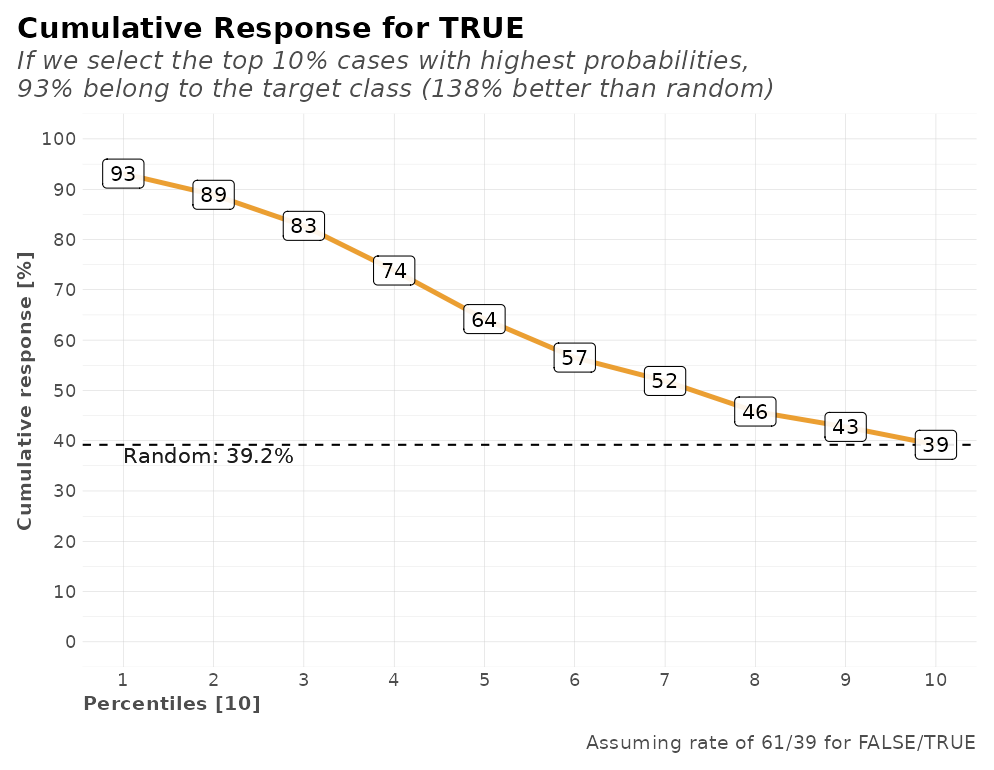 Cumulative Response for TRUE
If we select the top 10% cases with highest probabilities,
93% belong to the target class (138% better than random)
Cumulative response [%]
100
90
80
70
60
50
40
30
20
10
0
93
89
83
74
64
57
52
46
43
39
Random: 39.2%
1 2 3 4 5 6 7 8 9 10
Percentiles [10]
Assuming rate of 61/39 for FALSE/TRUE